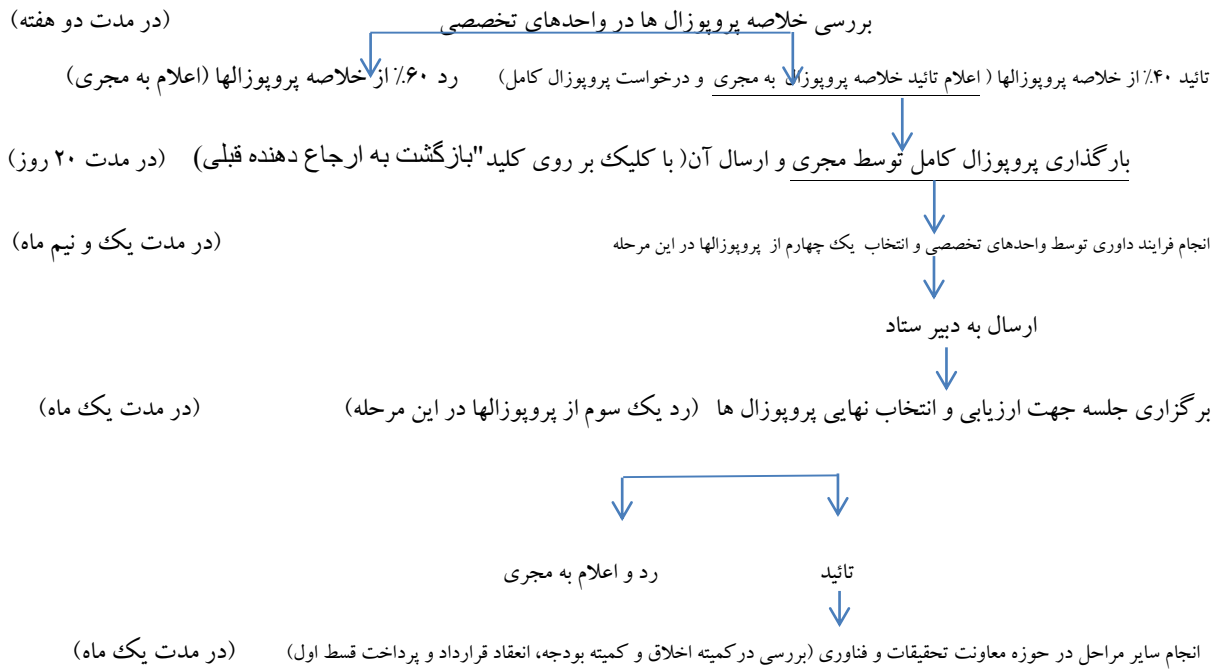 بررسی خلاصه پروپوزال ها در واحدهای تخصصی (در مدت دو هفته)
تائید ۴۰٪ از خلاصه پروپوزالها ( اعلام تائید خلاصه پروپوزال به مجری و درخواست پروپوزال کامل) رد ۶۰٪ از خلاصه پروپوزالها (اعلام به مجری)
بارگذاری پروپوزال کامل توسط مجری و ارسال آن( با کلیک بر روی کلید"بازگشت به ارجاع دهنده قبلی) (در مدت ۲۰ روز)
انجام فرایند داوری توسط واحدهای تخصصی و انتخاب یک چهارم از پروپوزالها در این مرحله (در مدت یک و نیم ماه)
ارسال به دبیر ستاد
برگزاری جلسه جهت ارزیابی و انتخاب نهایی پروپوزال ها (رد یک سوم از پروپوزالها در این مرحله) (در مدت یک ماه)
تائید رد و اعلام به مجری
انجام سایر مراحل در حوزه معاونت تحقیقات و فناوری (بررسی درکمیته اخلاق و کمیته بودجه، انعقاد قرارداد و پرداخت قسط اول) (در مدت یک ماه)